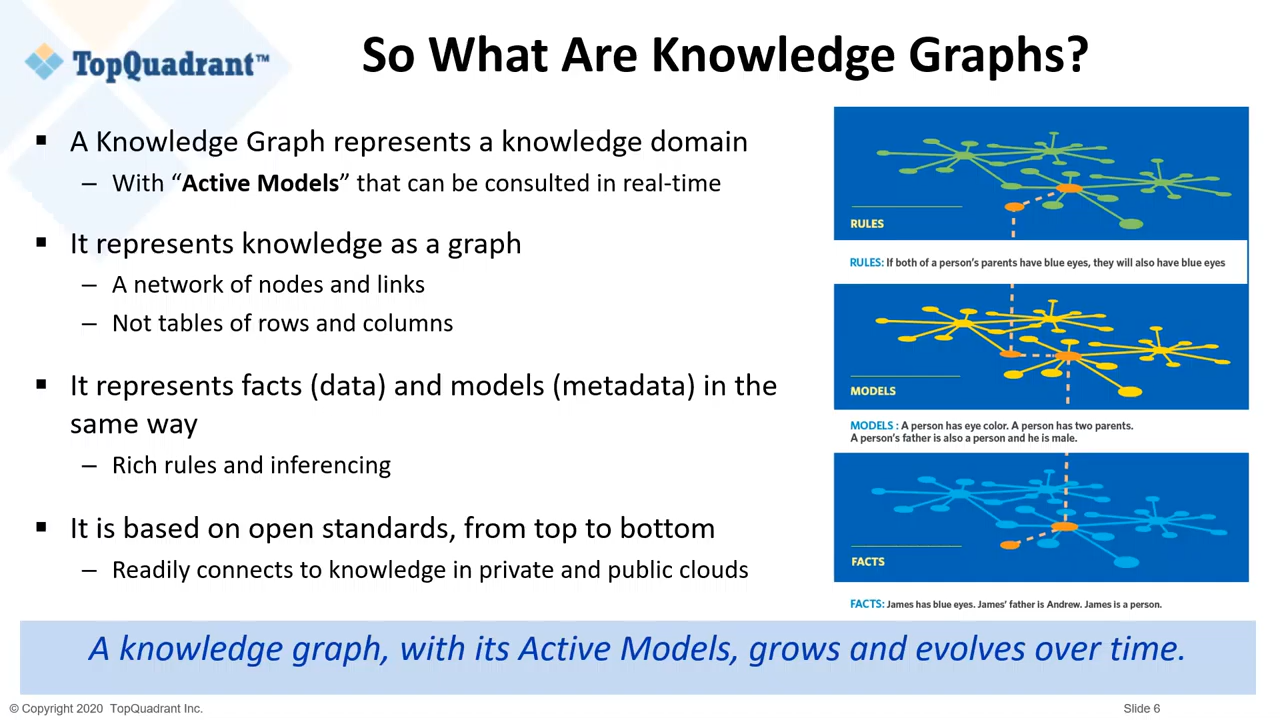 TopQuadrant™
So What Are Knowledge Graphs?
▪ A Knowledge Graph represents a knowledge domain
– With “Active Models” that can be consulted in real-time
▪ It represents knowledge as a graph
– A network of nodes and links
– Not tables of rows and columns
▪ It represents facts (data) and models (metadata) in the
same way
– Rich rules and inferencing
▪ It is based on open standards, from top to bottom
– Readily connects to knowledge in private and public clouds
RULES
RULES: If both of a person’s parents have blue eyes, they will also have blue eyes
MODELS
MODELS : A person has eye color. A person has two parents.
A person’s father is also a person and he is male.
FACTS
FACTS: James has blue eyes. James’ father is Andrew. James is a person.
A knowledge graph, with its Active Models, grows and evolves over time.
© Copyright 2020 TopQuadrant Inc.
Slide 6